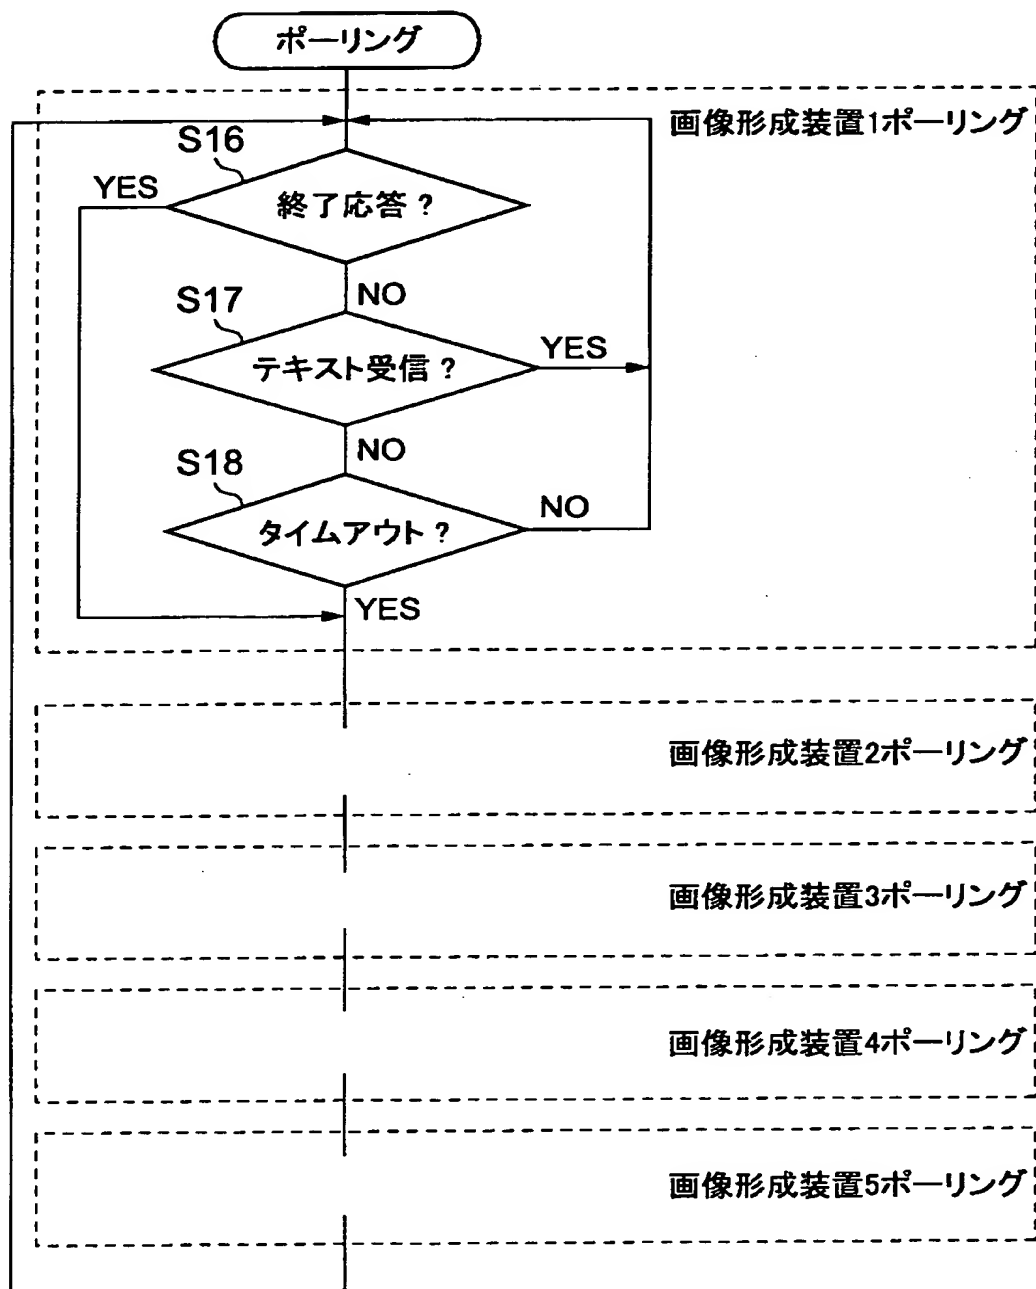 ポーリング
画像形成装置1ポーリング
S16
YES
終了応答？
NO
S17
YES
テキスト受信？
NO
S18
NO
タイムアウト？
YES
画像形成装置2ポーリング
画像形成装置3ポーリング
画像形成装置4ポーリング
画像形成装置5ポーリング